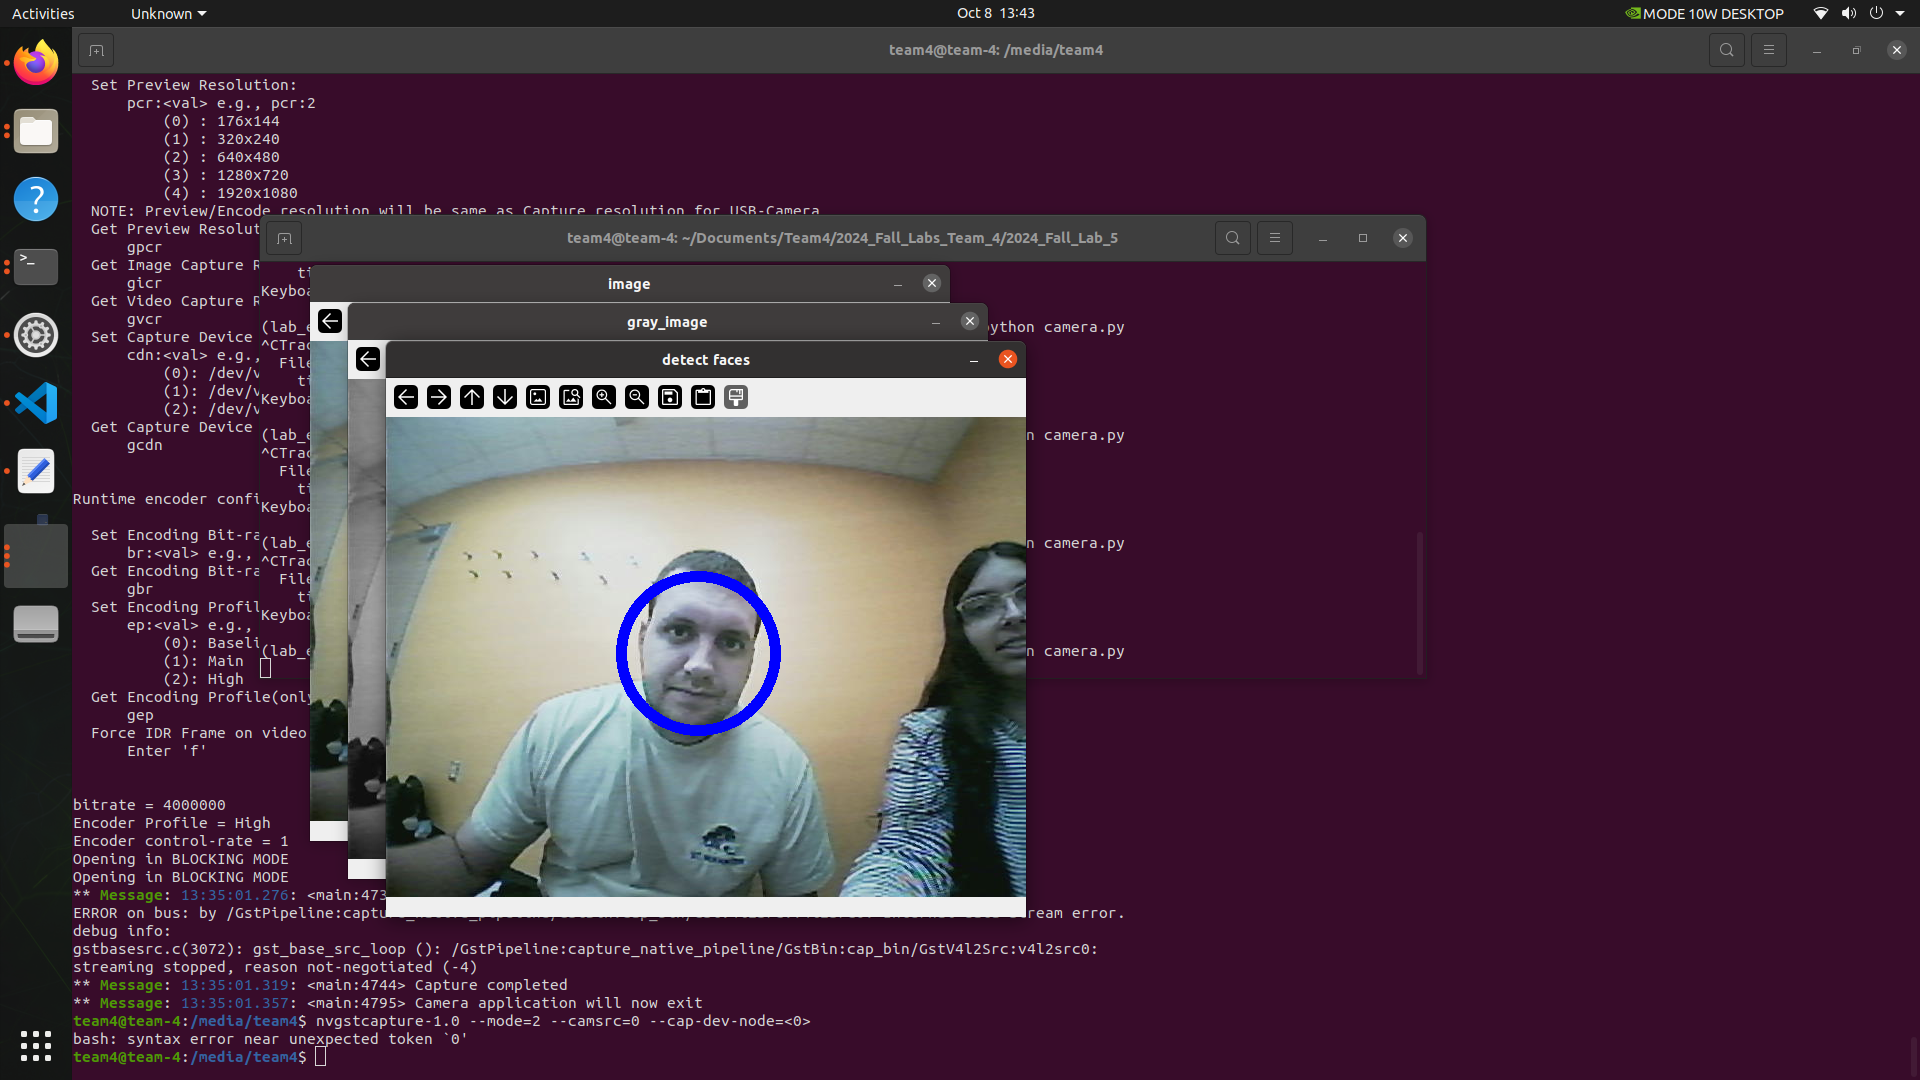 Activities
Unknown
Oct 8 13:43
MODE 10W DESKTOP
team4@team-4: /media/team4
Set Preview Resolution:
pcr:<val> e.g., pcr:2
(0) : 176x144
(1) : 320x240
(2) : 640x480
(3) : 1280x720
(4) : 1920x1080
NOTE: Preview/Encode resolution will be same as Capture resolution for USB-Camera
Get Preview Resolut
gpcr
Get Image Capture R
gicr
Get Video Capture R
gvcr
Set Capture Device
cdn:<val> e.g.,
(0): /dev/v
(1): /dev/v
(2): /dev/v
Get Capture Device
gcdn
Runtime encoder confi
Set Encoding Bit-ra
br:<val> e.g.,
Get Encoding Bit-ra
gbr
Set Encoding Profil
ep:<val> e.g.,
(0): Baseli
(1): Main
(2): High
Get Encoding Profile(only
gep
Force IDR Frame on video
Enter 'f'
bitrate = 4000000
Encoder Profile = High
Encoder control-rate = 1
Opening in BLOCKING MODE
Opening in BLOCKING MODE
** Message: 13:35:01.276: <main:473
ERROR on bus: by /GstPipeline:capture_native_pipeline/ ream error.
debug info:
gstbasesrc.c(3072): gst_base_src_loop (): /GstPipeline:capture_native_pipeline/GstBin:cap_bin/GstV4l2Src:v4l2src0:
streaming stopped, reason not-negotiated (-4)
** Message: 13:35:01.319: <main:4744> Capture completed
** Message: 13:35:01.357: <main:4795> Camera application will now exit
team4@team-4:/media/team4$ nvgstcapture-1.0 --mode=2 --camsrc=0 --cap-dev-node=<0>
bash: syntax error near unexpected token `0'
team4@team-4:/media/team4$
team4@team-4: ~/Documents/Team4/2024_Fall_Labs_Team_4/2024_Fall_Lab_5
ti
Keyboa
(lab_e ython camera.py
^CTrac
File
ti
Keyboa
(lab_e n camera.py
^CTrac
File
ti
Keyboa
(lab_e n camera.py
^CTrac
File
ti
Keyboa
(lab_e n camera.py
image
gray_image
detect faces